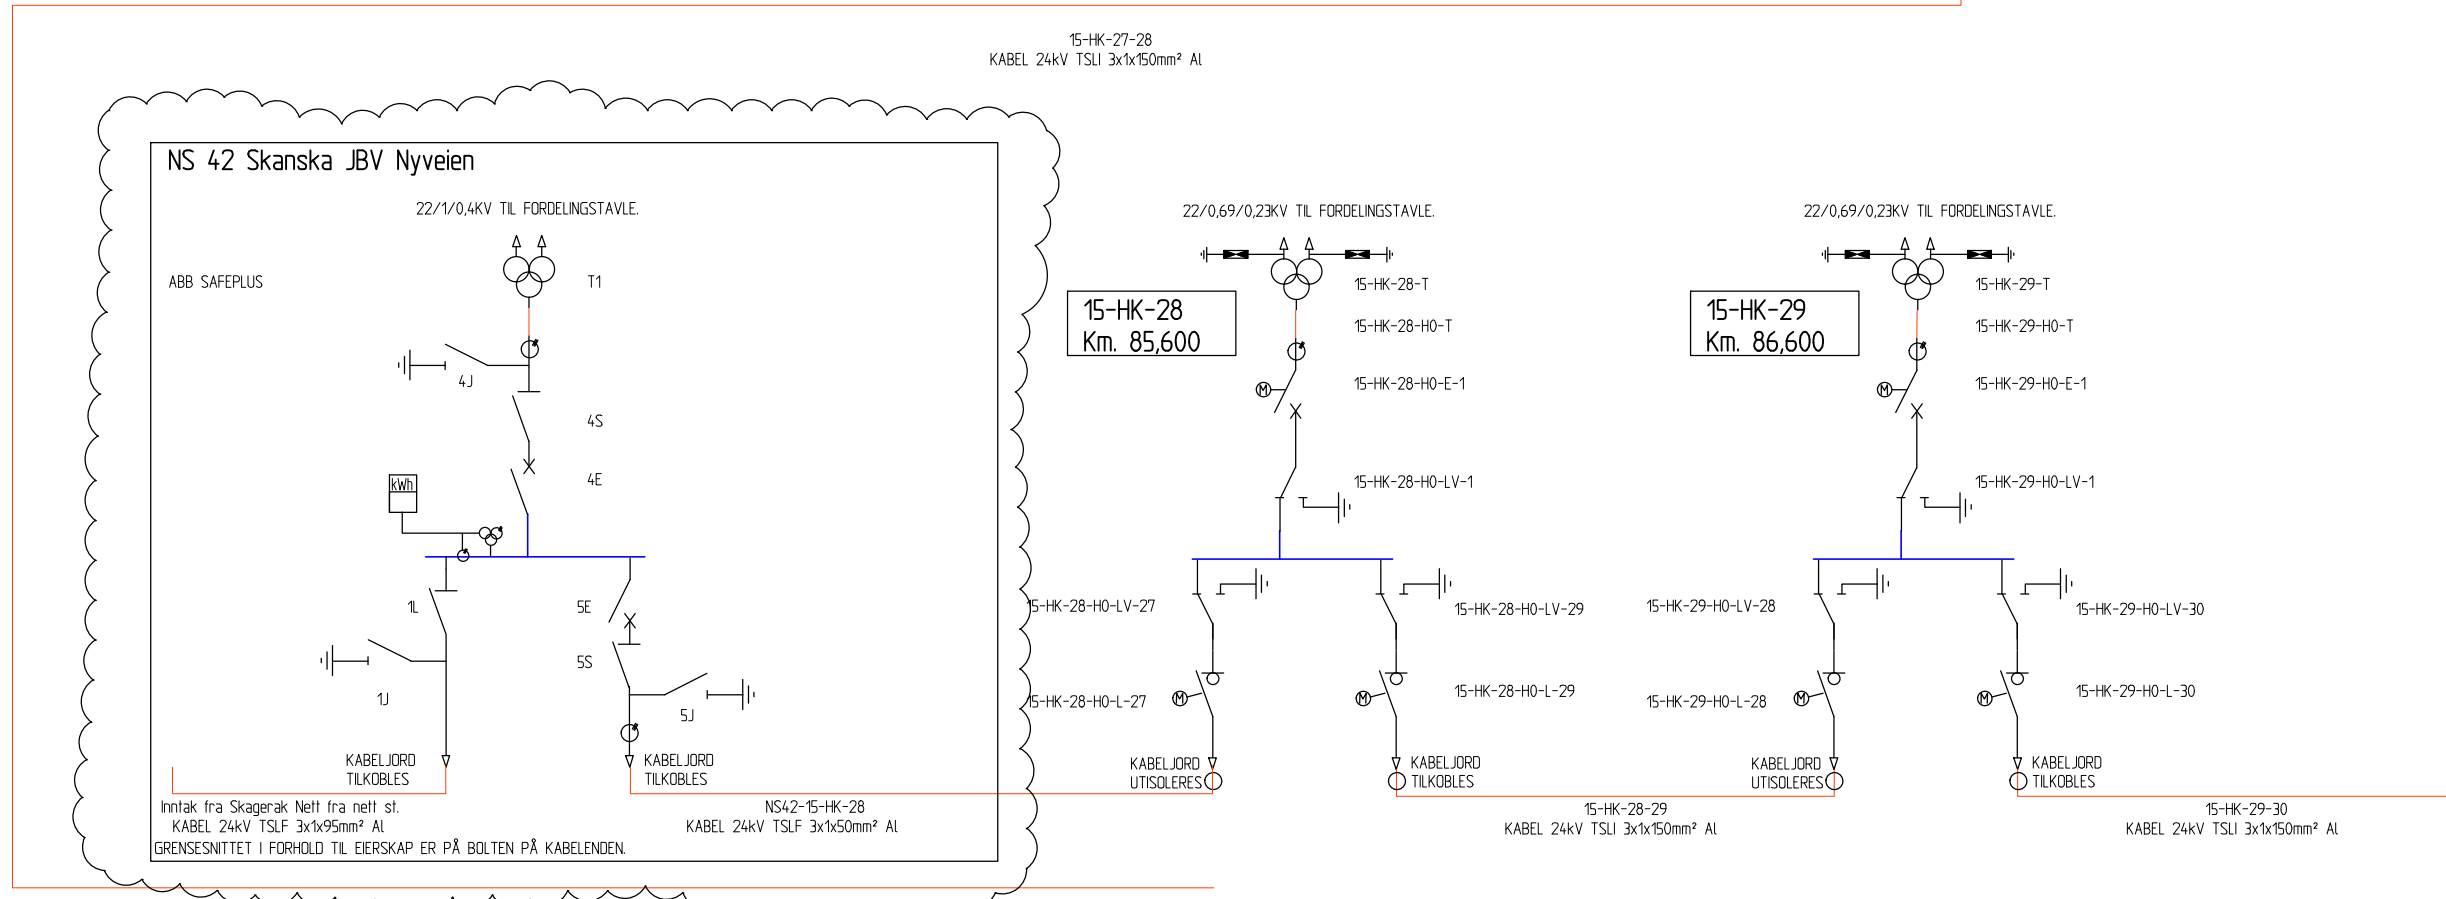 15-HK-27-28
KABEL 24kV TSLI 3x1x150mm² Al
NS 42 Skanska JBV Nyveien
22/1/0,4KV TIL FORDELINGSTAVLE.
ABB SAFEPLUS
T1
4J
4S
4E
kWh
1L
5E
5S
1J
5J
KABELJORD
TILKOBLES
KABELJORD
TILKOBLES
Inntak fra Skagerak Nett fra nett st.
KABEL 24kV TSLF 3x1x95mm² Al
NS42-15-HK-28
KABEL 24kV TSLF 3x1x50mm² Al
GRENSESNITTET I FORHOLD TIL EIERSKAP ER PÅ BOLTEN PÅ KABELENDEN.
22/0,69/0,23KV TIL FORDELINGSTAVLE.
15-HK-28
Km. 85,600
15-HK-28-T
15-HK-28-H0-T
M
15-HK-28-H0-E-1
15-HK-28-H0-LV-1
15-HK-28-H0-LV-27
15-HK-28-H0-LV-29
15-HK-28-H0-L-27
M
M
15-HK-28-H0-L-29
KABELJORD
UTISOLERES
KABELJORD
TILKOBLES
15-HK-28-29
KABEL 24kV TSLI 3x1x150mm² Al
22/0,69/0,23KV TIL FORDELINGSTAVLE.
15-HK-29
Km. 86,600
15-HK-29-T
15-HK-29-H0-T
M
15-HK-29-H0-E-1
15-HK-29-H0-LV-1
15-HK-29-H0-LV-28
15-HK-29-H0-LV-30
15-HK-29-H0-L-28
M
M
15-HK-29-H0-L-30
KABELJORD
UTISOLERES
KABELJORD
TILKOBLES
15-HK-29-30
KABEL 24kV TSLI 3x1x150mm² Al